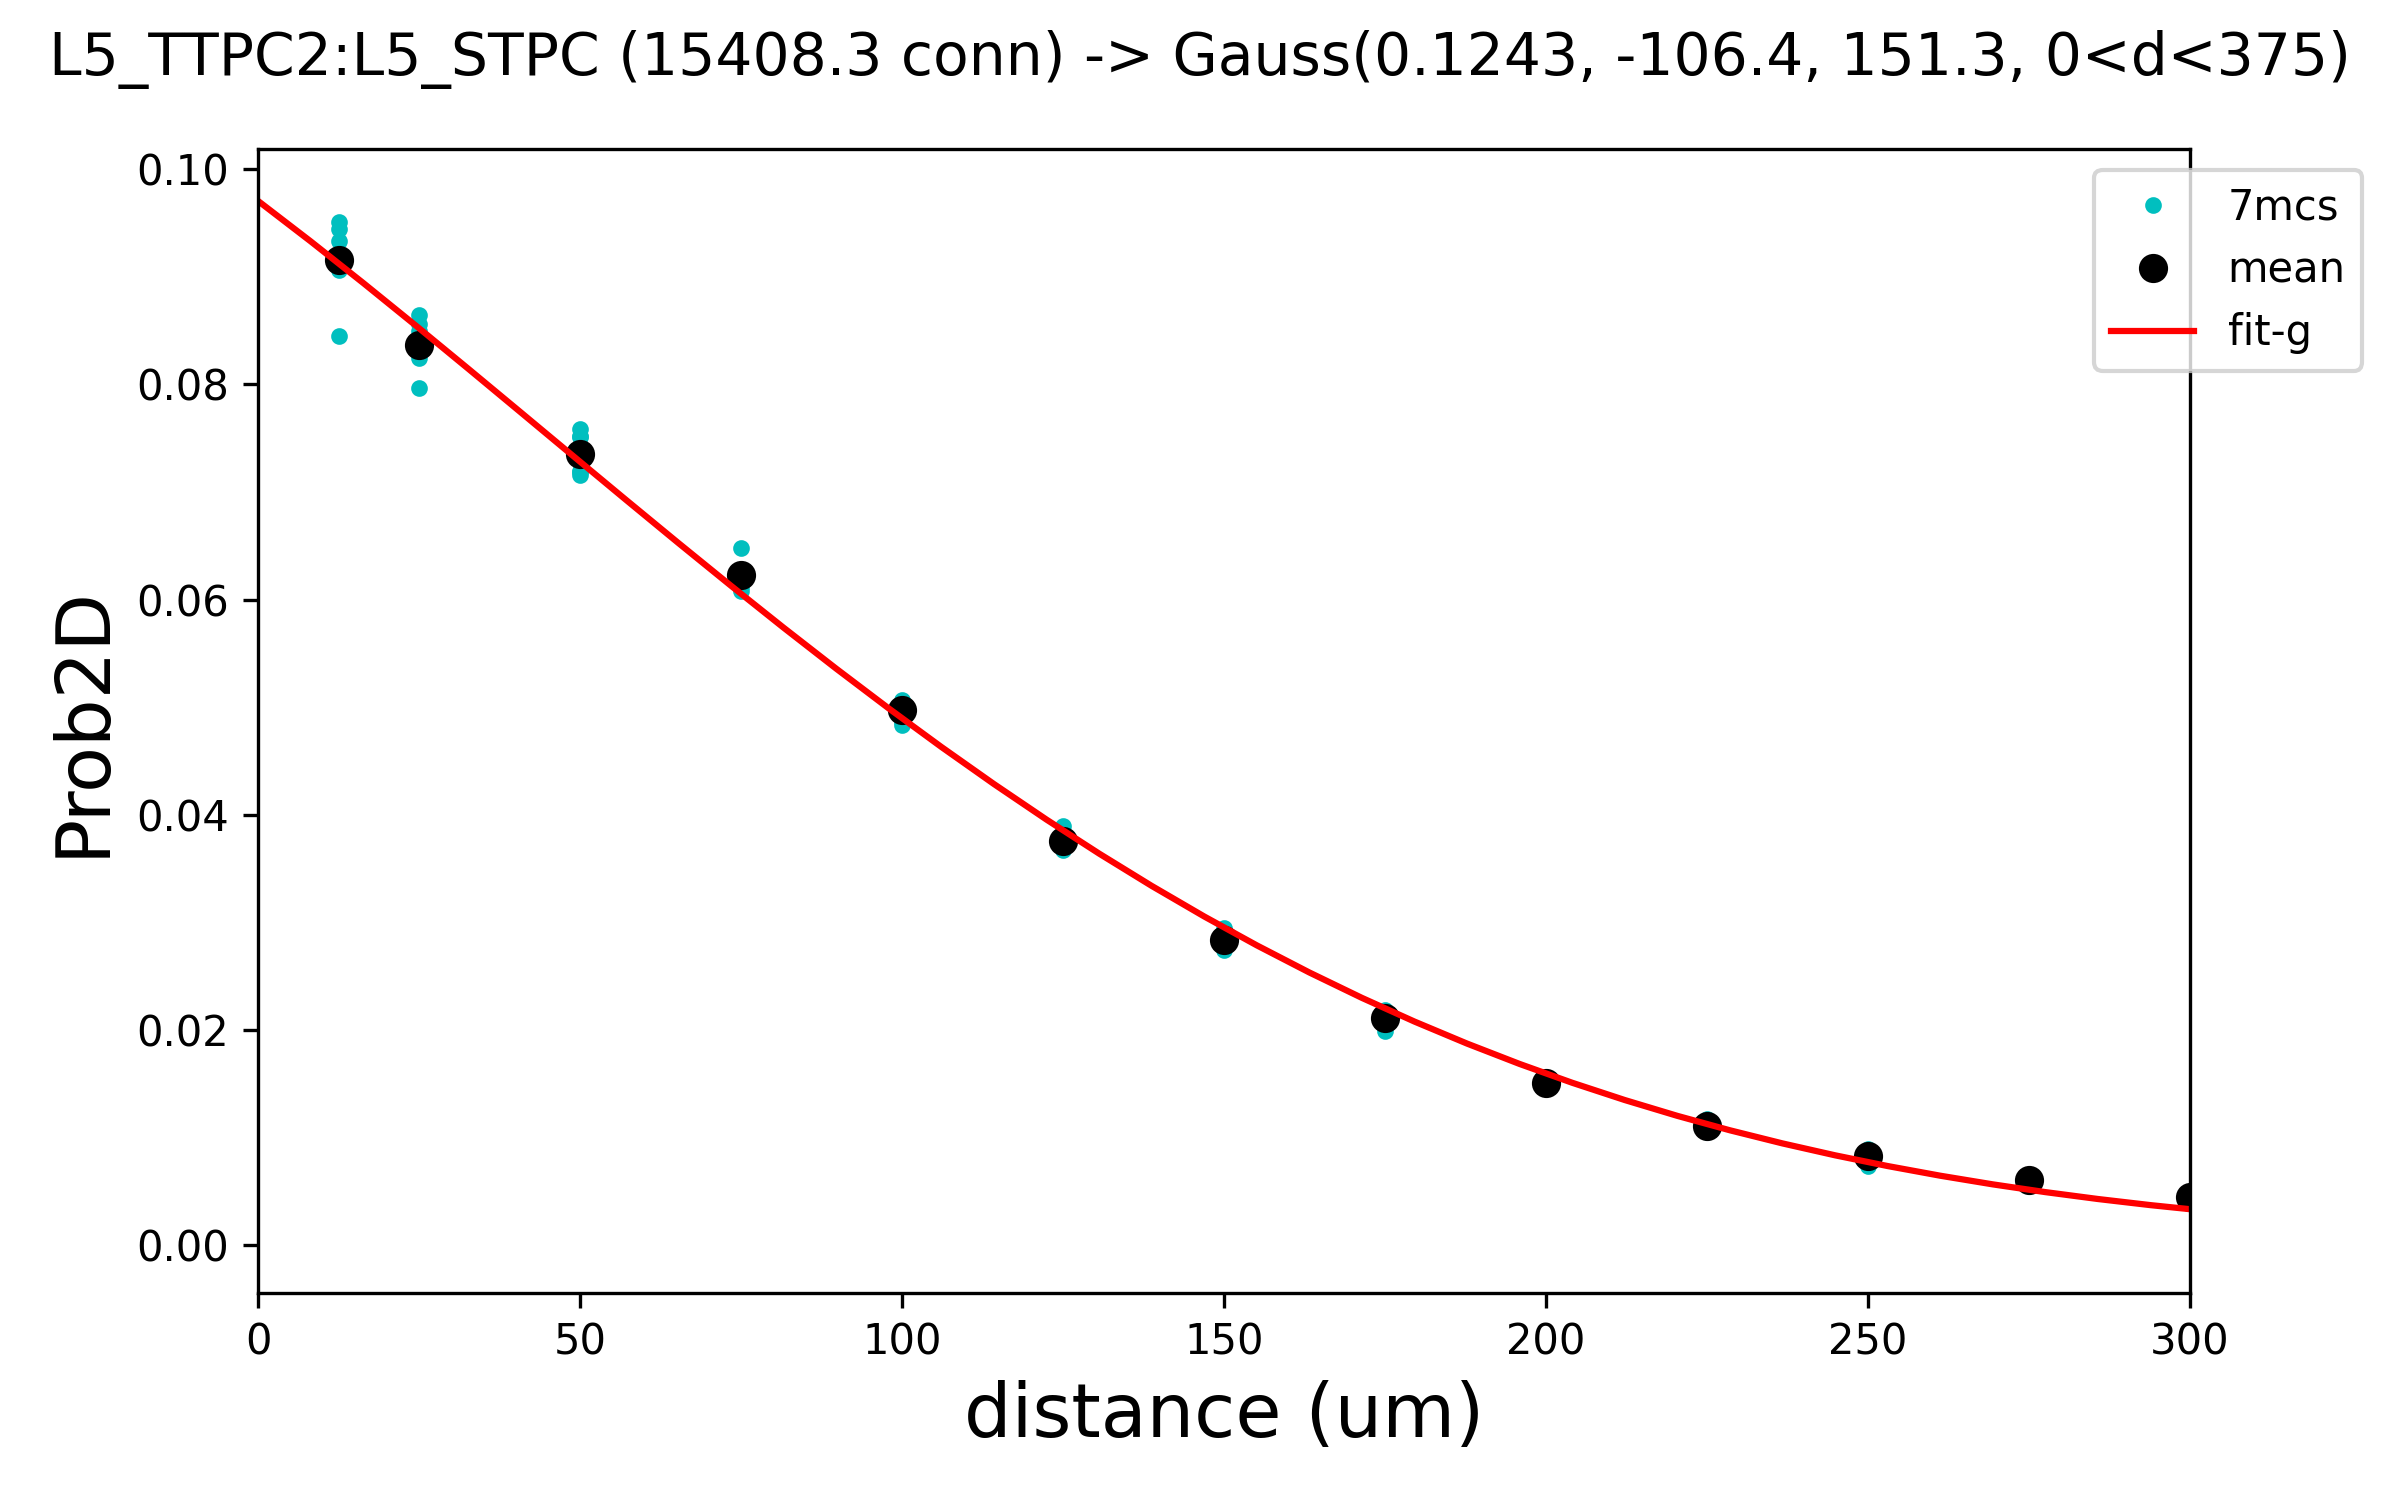 L5_TTPC2:L5_STPC (15408.3 conn) -> Gauss(0.1243, -106.4, 151.3, 0<d<375)
0.10
0.08
0.06
0.04
0.02
0.00
Prob2D
7mcs
mean
fit-g
0 50 100 150 200 250 300
distance (um)